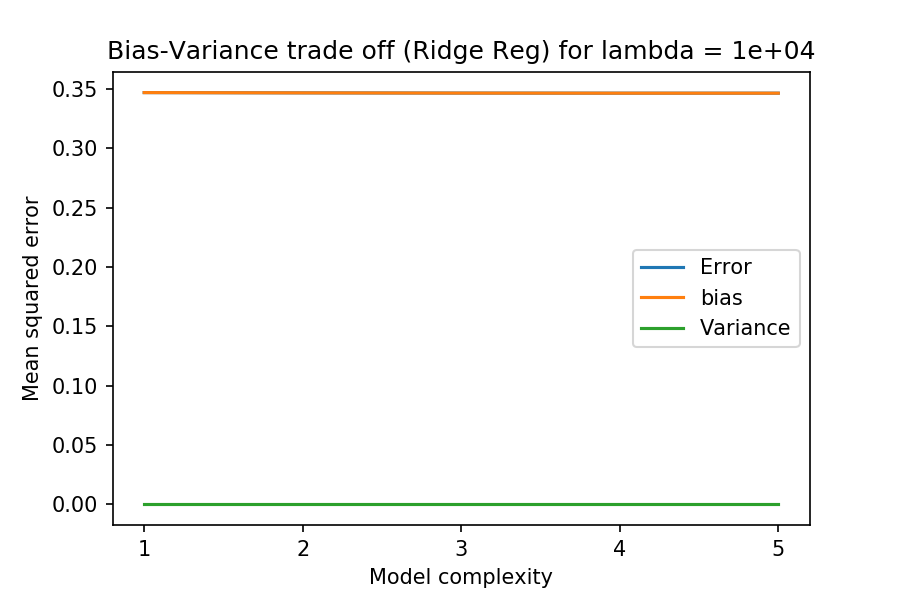 Bias-Variance trade off (Ridge Reg) for lambda = 1e+04
0.35
0.30
0.25
0.20
0.15
0.10
0.05
0.00
Mean squared error
Error
bias
Variance
1 2 3 4 5
Model complexity